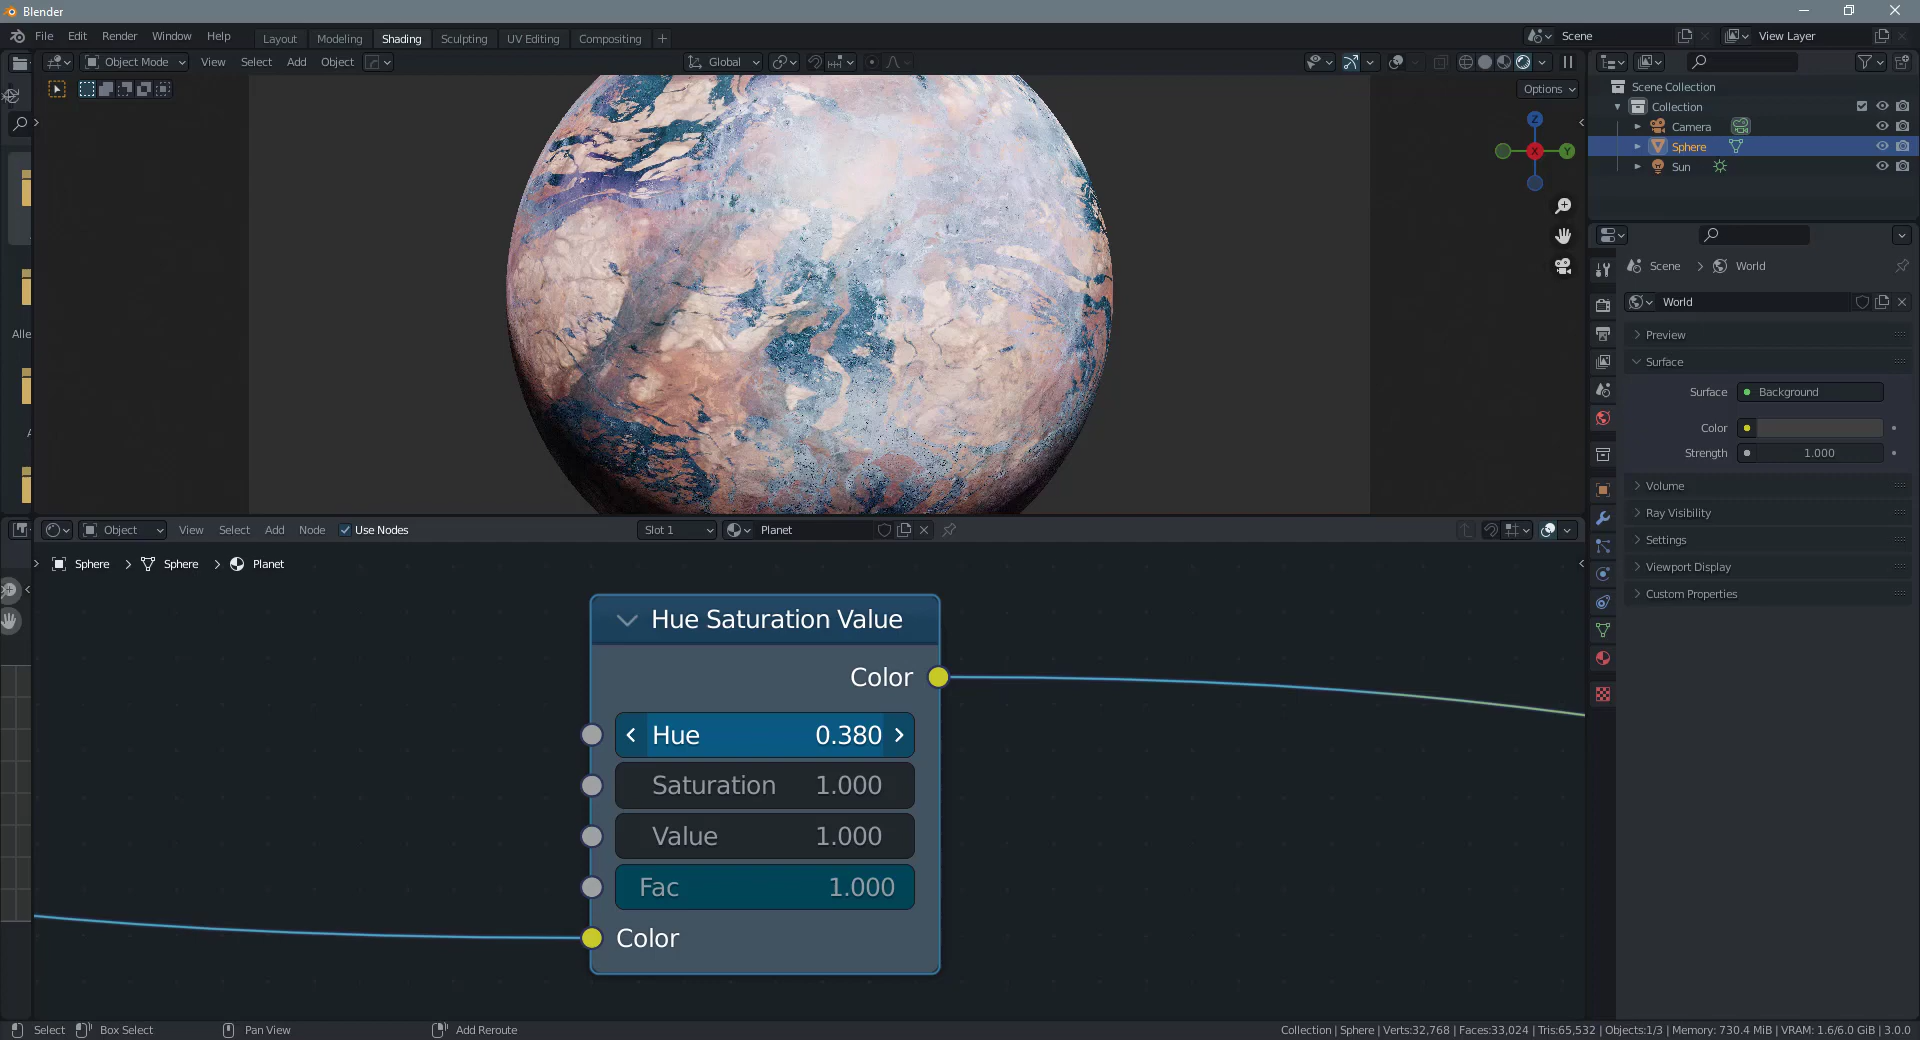 Blender
File Edit Render Window Help Layout Modeling Shading Sculpting UV Editing Compositing + Scene View Layer
Object Mode View Select Add Object Global
Options
Z
X Y
Scene Collection
Collection
Camera
Sphere
Sun
Scene > World
World
Alle
Preview
Surface
Surface Background
Color
Strength 1.000
Volume
Ray Visibility
Settings
Viewport Display
Custom Properties
Object View Select Add Node Use Nodes Slot 1 Planet
Sphere > Sphere > Planet
Hue Saturation Value
Color
Hue 0.380
Saturation 1.000
Value 1.000
Fac 1.000
Color
Select Box Select Pan View Add Reroute Collection | Sphere | Verts:32,768 | Faces:33,024 | Tris:65,532 | Objects:1/3 | Memory: 730.4 MiB | VRAM: 1.6/6.0 GiB | 3.0.0